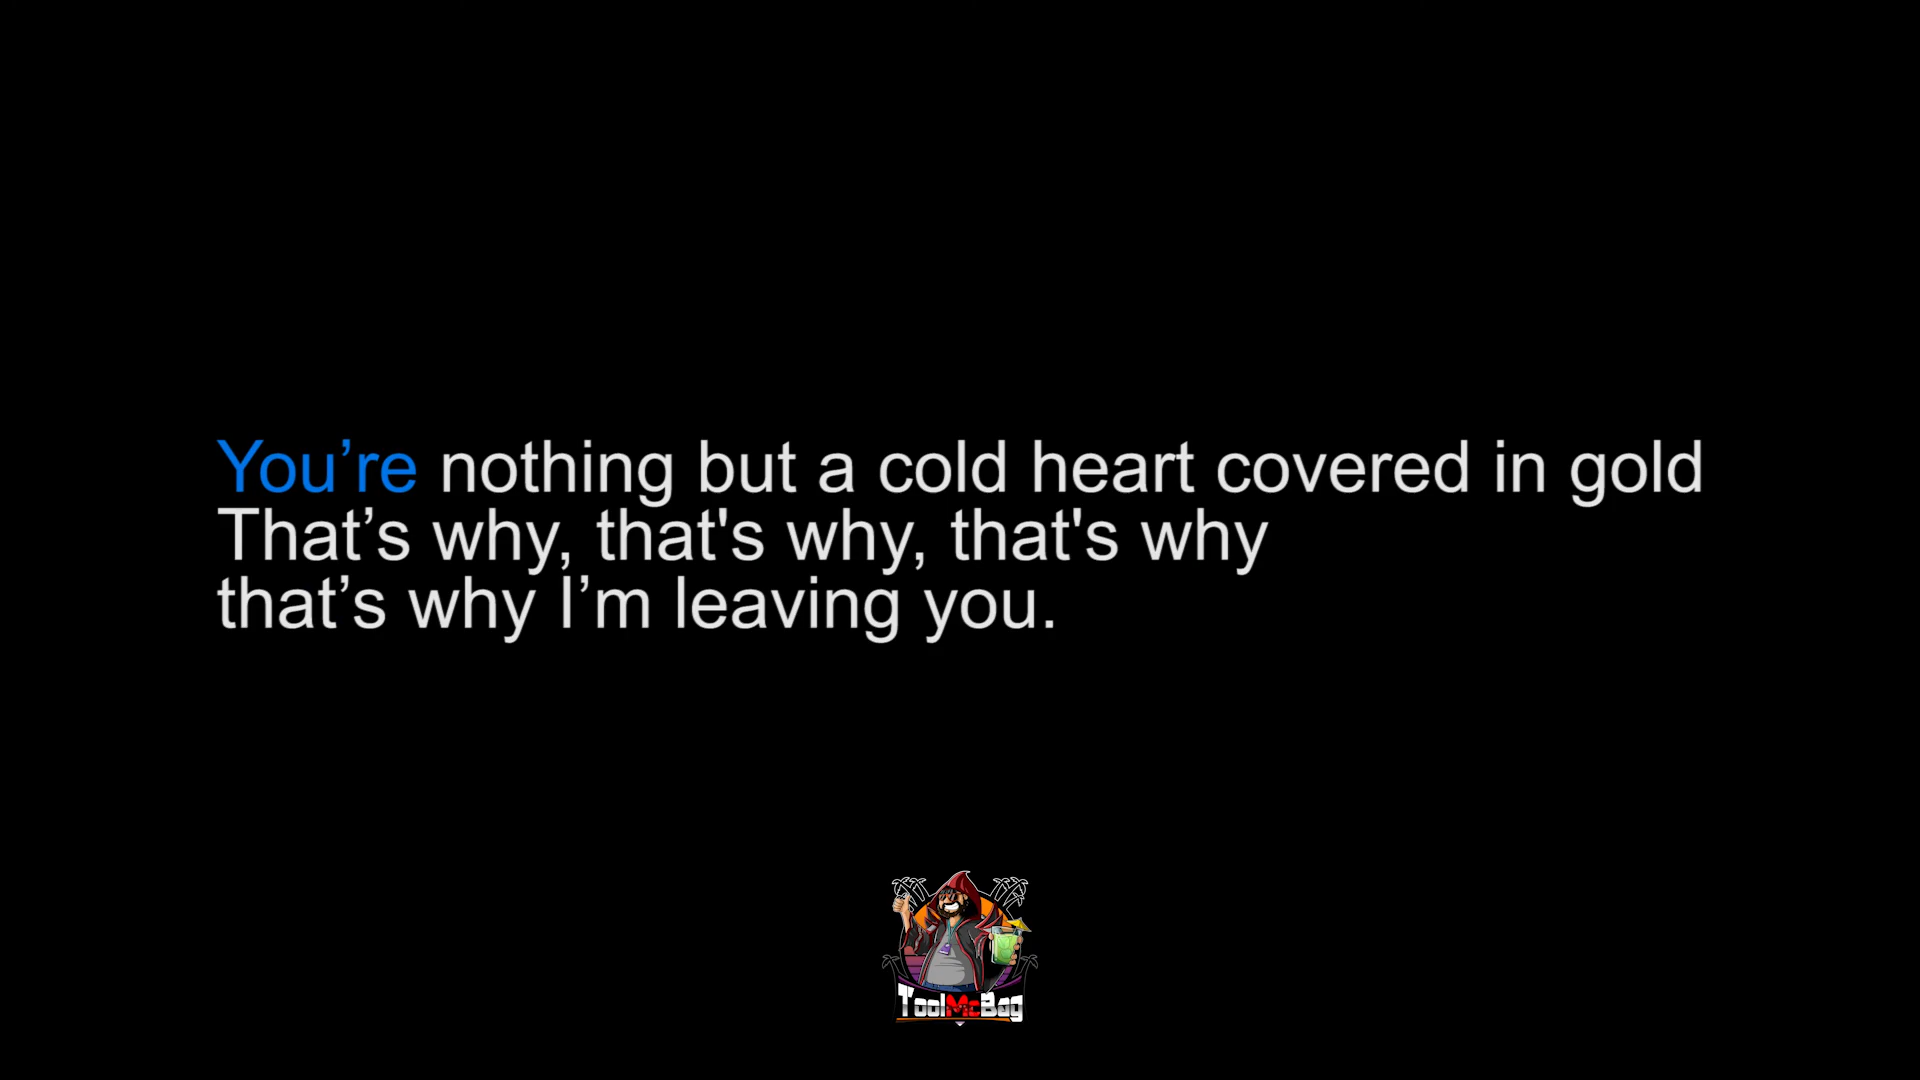 You’re nothing but a cold heart covered in gold
That’s why, that's why, that's why
that’s why I’m leaving you.
ToolMcBag